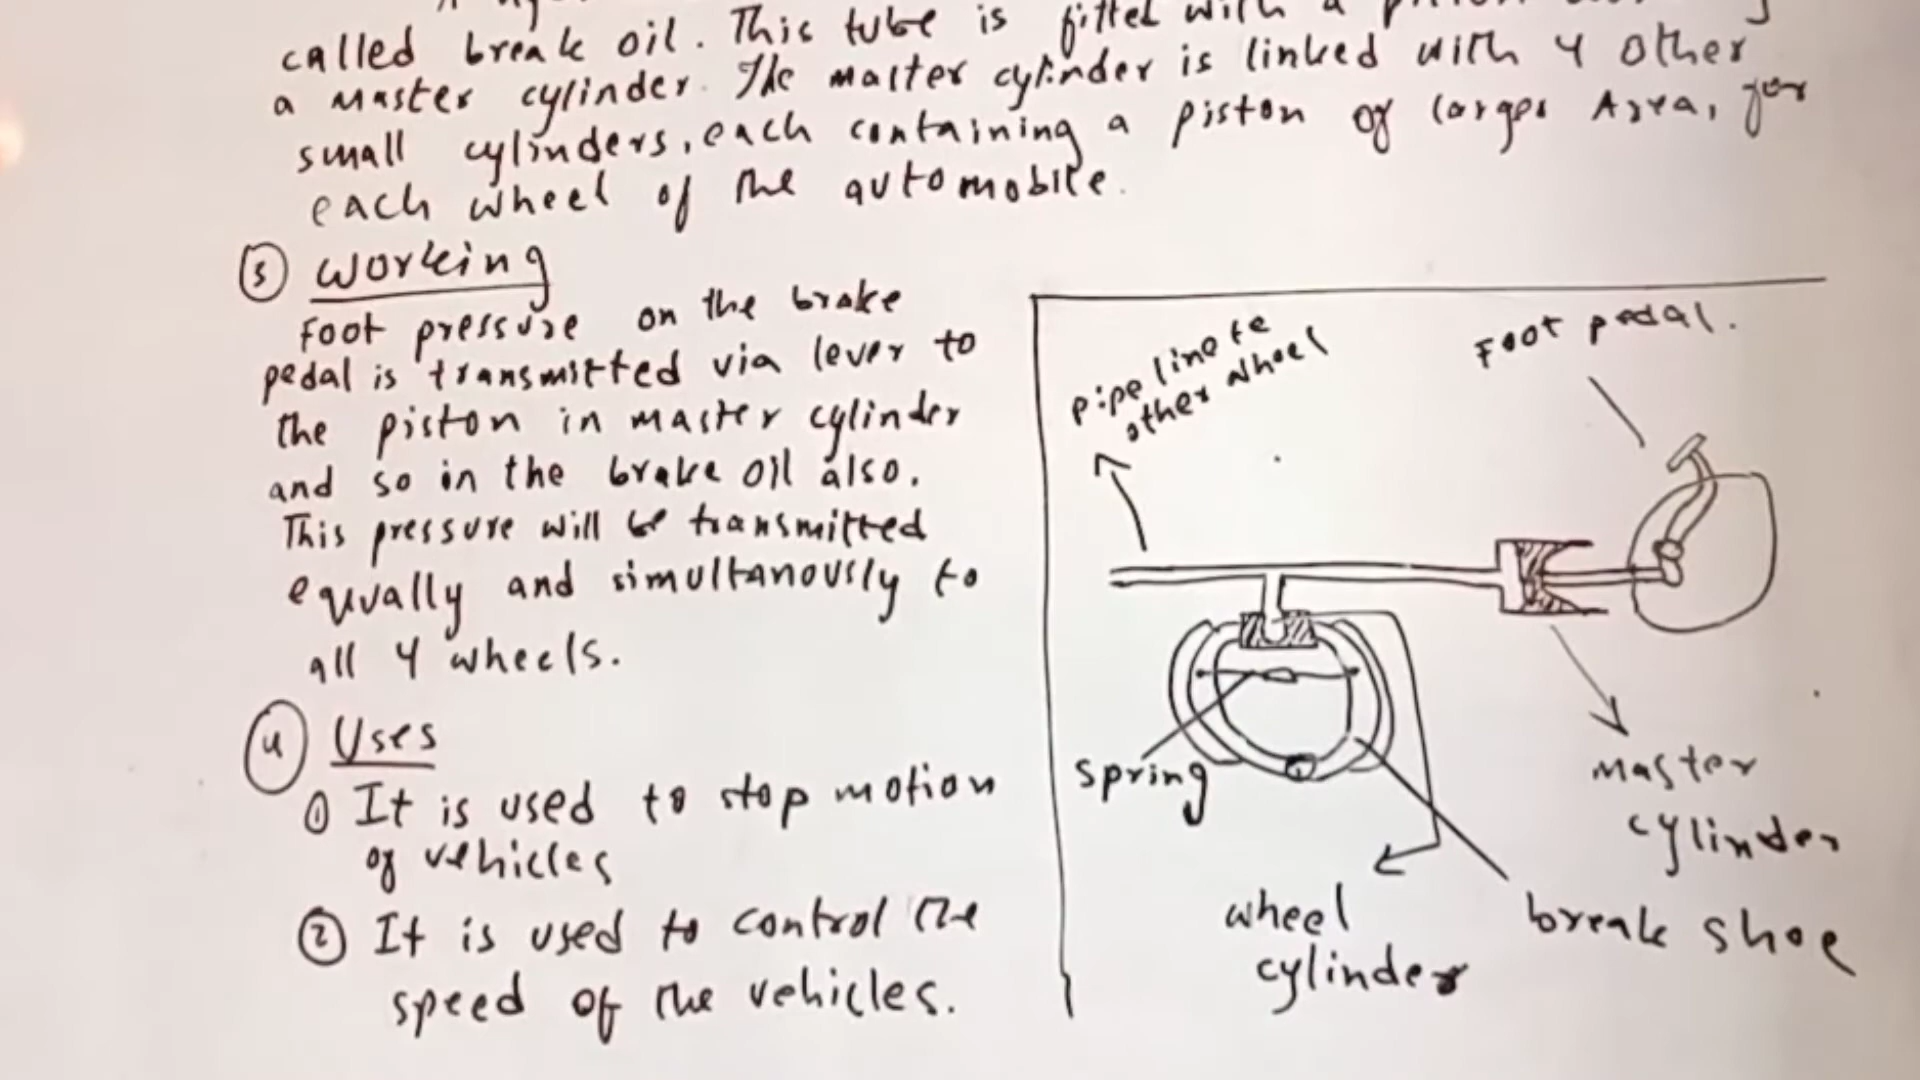 called break oil. This tube is fitted with a
a master cylinder. The master cylinder is linked with 4 other
small cylinders, each containing a piston of larger Area, for
each wheel of the automobile.
③ Working
Foot pressure on the brake
pedal is transmitted via lever to
the piston in master cylinder
and so in the brake oil also.
This pressure will be transmitted
equally and simultanously to
all 4 wheels.
④ Uses
① It is used to stop motion
of vehicles
② It is used to control the
speed of the vehicles.
pipe line to
other wheel
Foot pedal.
spring
master
cylinder
wheel
cylinder
break shoe